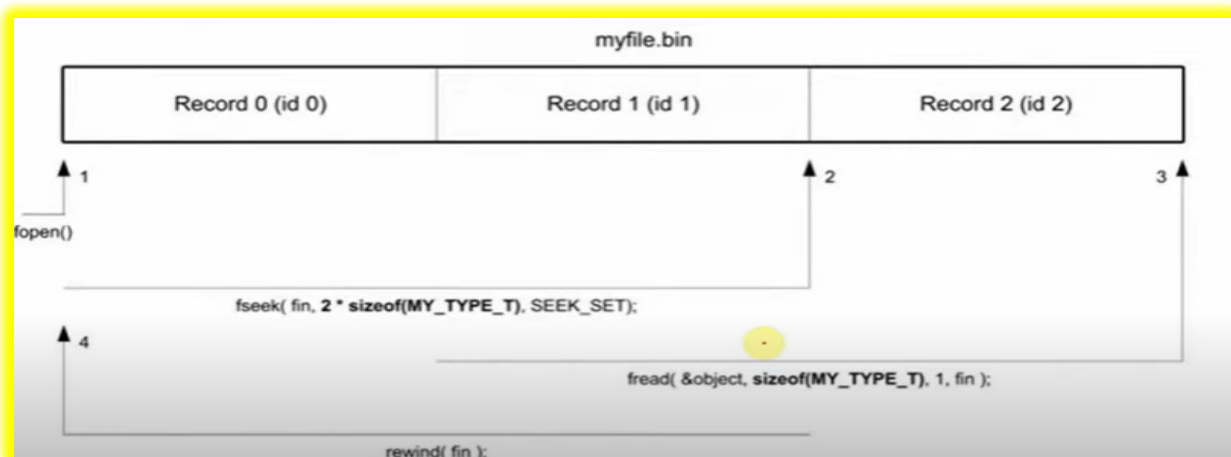 myfile.bin
Record 0 (id 0) Record 1 (id 1) Record 2 (id 2)
1 2 3
fopen()
fseek( fin, 2 * sizeof(MY_TYPE_T), SEEK_SET);
4
fread( &object, sizeof(MY_TYPE_T), 1, fin );
rewind( fin );